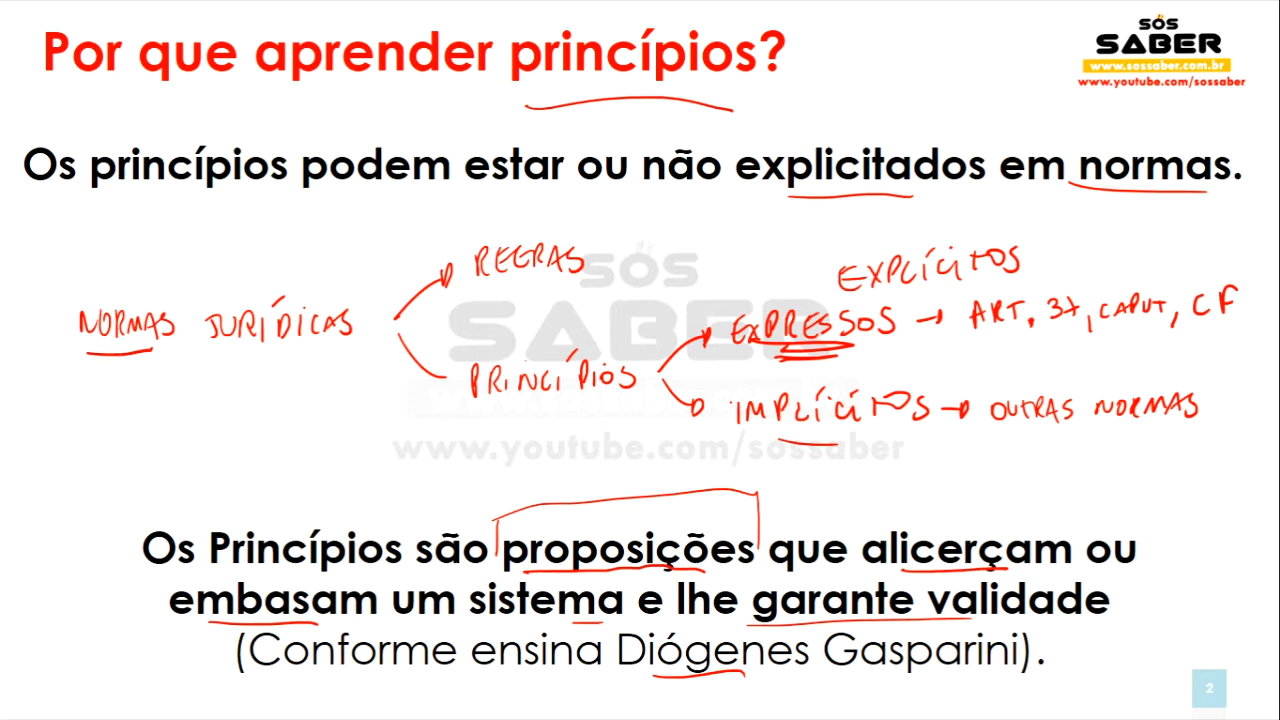 Por que aprender princípios?
SÓS
SABER
www.sossaber.com.br
www.youtube.com/sossaber
Os princípios podem estar ou não explicitados em normas.
REGRAS
EXPLÍCITOS
NORMAS JURÍDICAS
EXPRESSOS → ART. 37, CAPUT, CF
PRINCÍPIOS
IMPLÍCITOS → OUTRAS NORMAS
SÓS
SABER
www.youtube.com/sossaber
Os Princípios são proposições que alicerçam ou
embasam um sistema e lhe garante validade
(Conforme ensina Diógenes Gasparini).
2